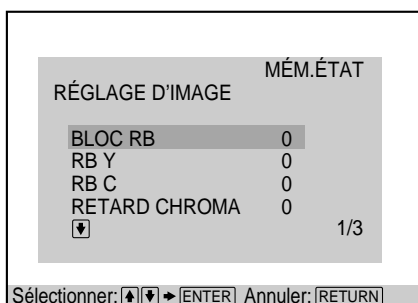 MÉM.ÉTAT
RÉGLAGE D'IMAGE
BLOC RB 0
RB Y 0
RB C 0
RETARD CHROMA 0
1/3
Sélectionner: ENTER Annuler: RETURN